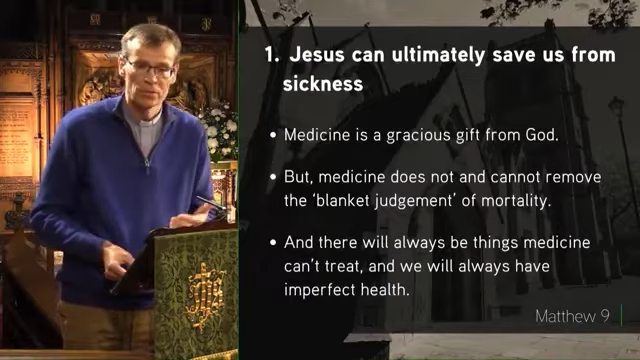 1. Jesus can ultimately save us from
sickness
• Medicine is a gracious gift from God.
• But, medicine does not and cannot remove
the 'blanket judgement' of mortality.
• And there will always be things medicine
can't treat, and we will always have
imperfect health.
Matthew 9